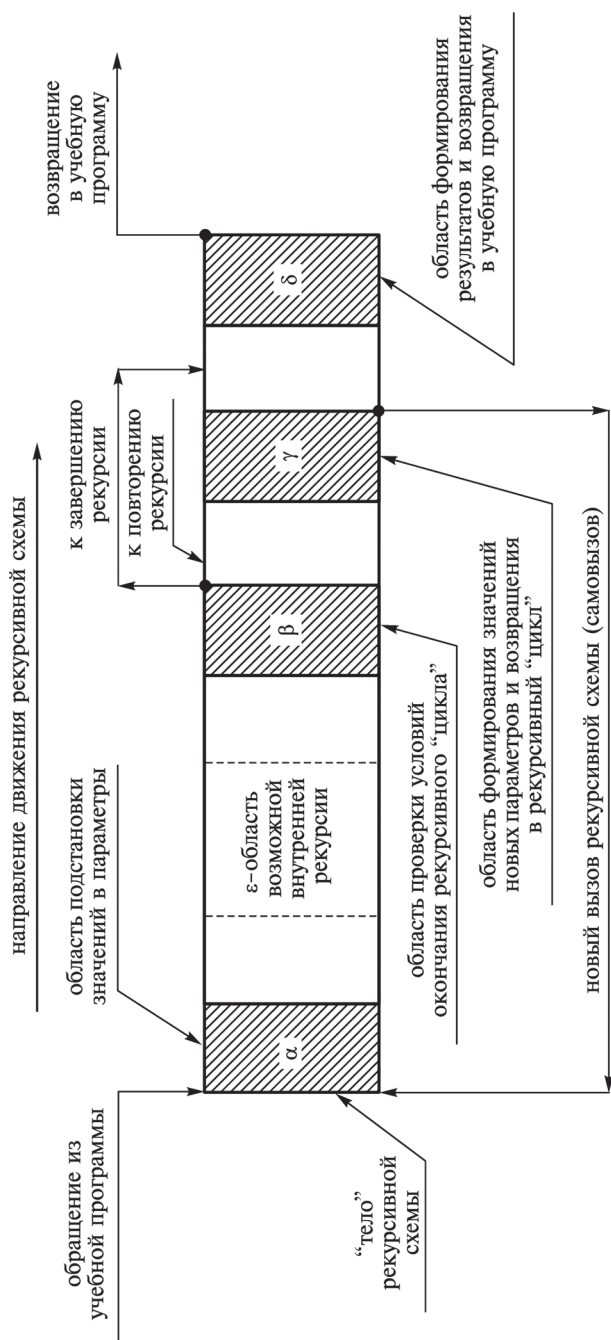 направление движения рекурсивной схемы
обращение из
учебной программы
область подстановки
значений в параметры
к завершению
рекурсии
к повторению
рекурсии
возвращение
в учебную
программу
α
ε-область
возможной
внутренней
рекурсии
β
γ
δ
“тело”
рекурсивной
схемы
область проверки условий
окончания рекурсивного “цикла”
область формирования значений
новых параметров и возвращения
в рекурсивный “цикл”
область формирования
результатов и возвращения
в учебную программу
новый вызов рекурсивной схемы (самовызов)